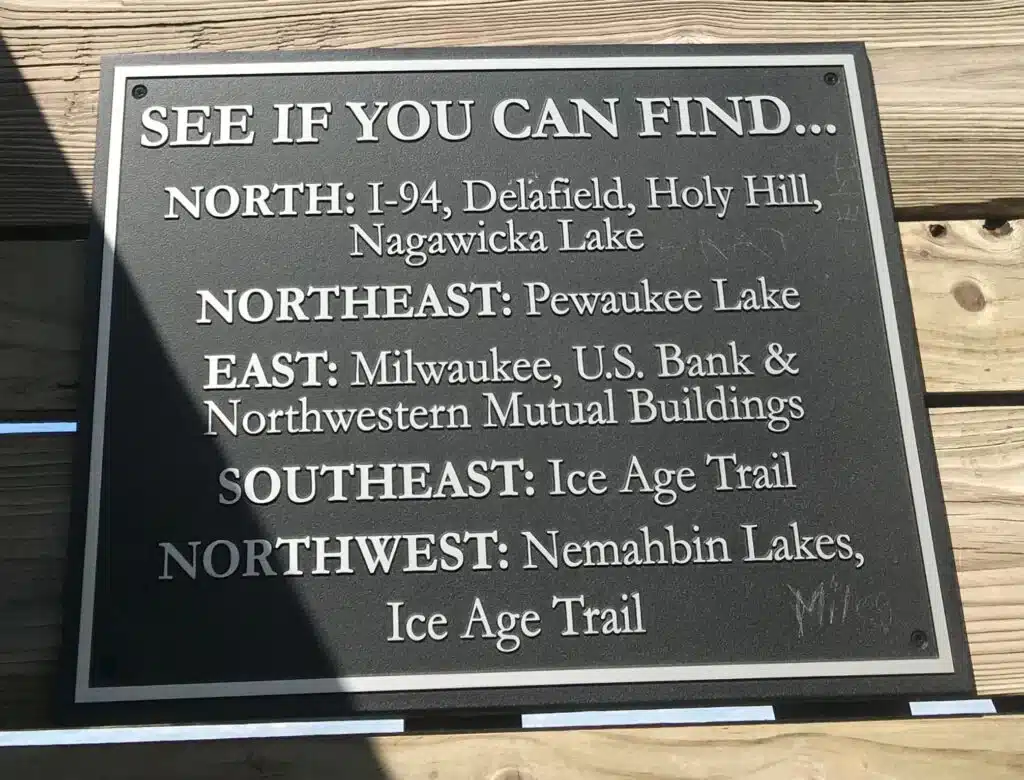 SEE IF YOU CAN FIND...
NORTH: I-94, Delafield, Holy Hill,
Nagawicka Lake
NORTHEAST: Pewaukee Lake
EAST: Milwaukee, U.S. Bank &
Northwestern Mutual Buildings
SOUTHEAST: Ice Age Trail
NORTHWEST: Nemahbin Lakes,
Ice Age Trail